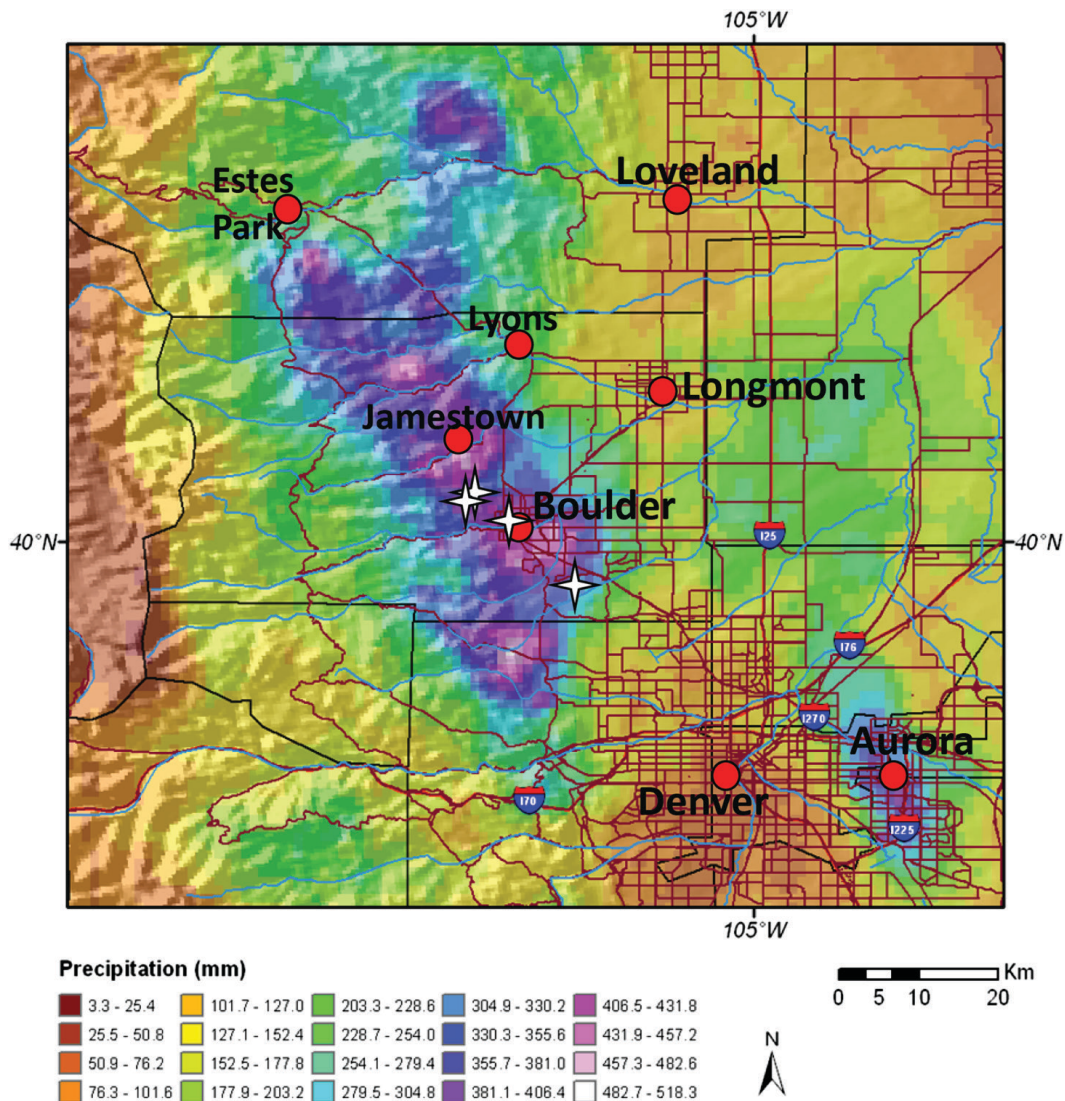 105°W
Estes
Park
Loveland
Lyons
Longmont
Jamestown
Boulder
40°N
40°N
I25
I76
I270
Aurora
Denver
I70
I225
105°W
Precipitation (mm)
3.3 - 25.4
101.7 - 127.0
203.3 - 228.6
304.9 - 330.2
406.5 - 431.8
25.5 - 50.8
127.1 - 152.4
228.7 - 254.0
330.3 - 355.6
431.9 - 457.2
50.9 - 76.2
152.5 - 177.8
254.1 - 279.4
355.7 - 381.0
457.3 - 482.6
76.3 - 101.6
177.9 - 203.2
279.5 - 304.8
381.1 - 406.4
482.7 - 518.3
Km
0 5 10 20
N